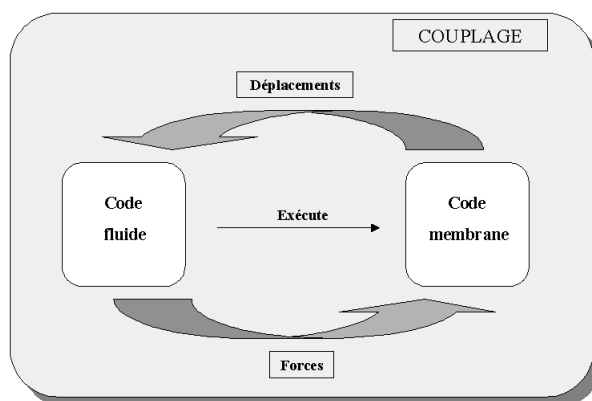 COUPLAGE
Déplacements
Code
fluide
Exécute
Code
membrane
Forces